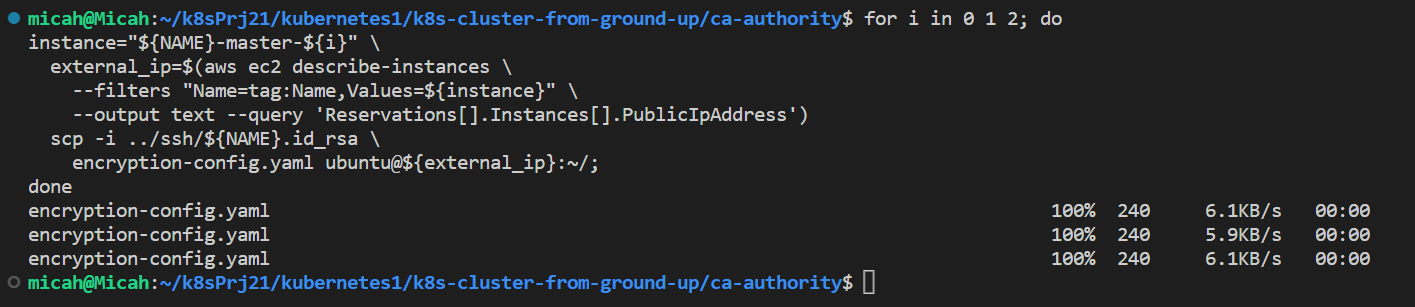 micah@Micah:~/k8sPrj21/kubernetes1/k8s-cluster-from-ground-up/ca-authority$ for i in 0 1 2; do
instance="${NAME}-master-${i}" \
  external_ip=$(aws ec2 describe-instances \
    --filters "Name=tag:Name,Values=${instance}" \
    --output text --query 'Reservations[].Instances[].PublicIpAddress')
  scp -i ../ssh/${NAME}.id_rsa \
    encryption-config.yaml ubuntu@${external_ip}:~/;
done
encryption-config.yaml 100% 240 6.1KB/s 00:00
encryption-config.yaml 100% 240 5.9KB/s 00:00
encryption-config.yaml 100% 240 6.1KB/s 00:00
micah@Micah:~/k8sPrj21/kubernetes1/k8s-cluster-from-ground-up/ca-authority$